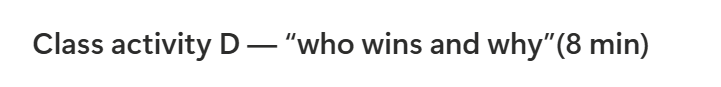 Class activity D — “who wins and why”(8 min)